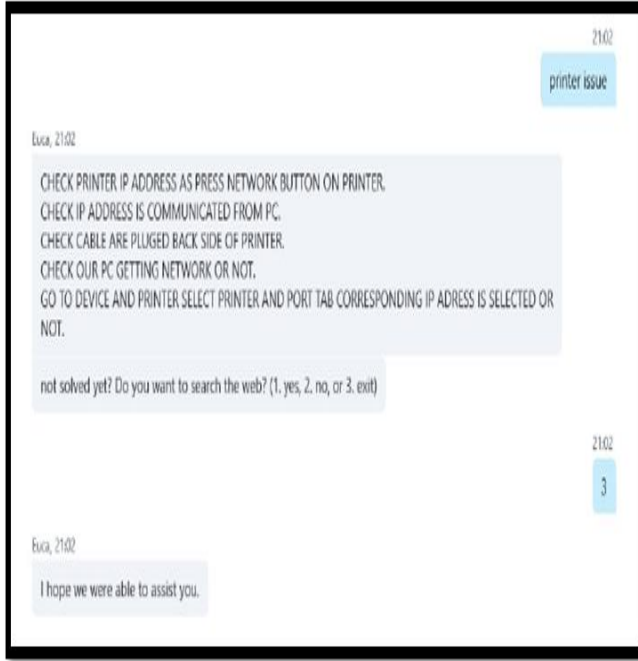 21:02
printer issue
Euca, 21:02
CHECK PRINTER IP ADDRESS AS PRESS NETWORK BUTTON ON PRINTER.
CHECK IP ADDRESS IS COMMUNICATED FROM PC.
CHECK CABLE ARE PLUGED BACK SIDE OF PRINTER.
CHECK OUR PC GETTING NETWORK OR NOT.
GO TO DEVICE AND PRINTER SELECT PRINTER AND PORT TAB CORRESPONDING IP ADRESS IS SELECTED OR
NOT.
not solved yet? Do you want to search the web? (1. yes, 2. no, or 3. exit)
21:02
3
Euca, 21:02
I hope we were able to assist you.